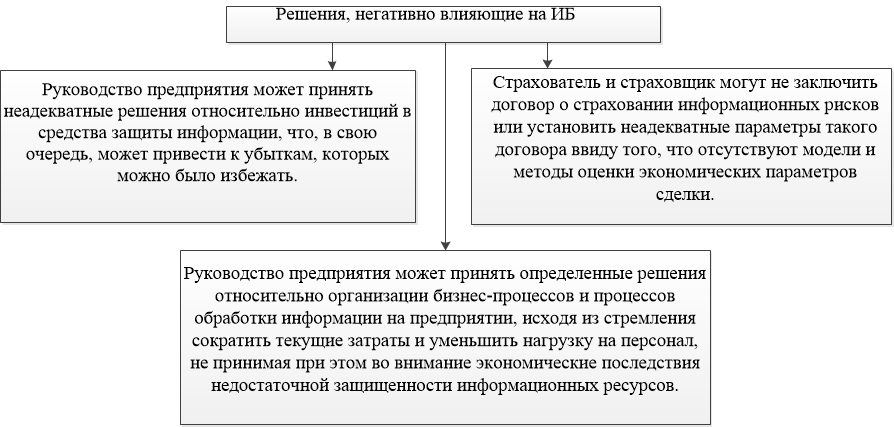 Решения, негативно влияющие на ИБ
Руководство предприятия может принять
неадекватные решения относительно инвестиций в
средства защиты информации, что, в свою
очередь, может привести к убыткам, которых
можно было избежать.
Страхователь и страховщик могут не заключить
договор о страховании информационных рисков
или установить неадекватные параметры такого
договора ввиду того, что отсутствуют модели и
методы оценки экономических параметров
сделки.
Руководство предприятия может принять определенные решения
относительно организации бизнес-процессов и процессов
обработки информации на предприятии, исходя из стремления
сократить текущие затраты и уменьшить нагрузку на персонал,
не принимая при этом во внимание экономические последствия
недостаточной защищенности информационных ресурсов.